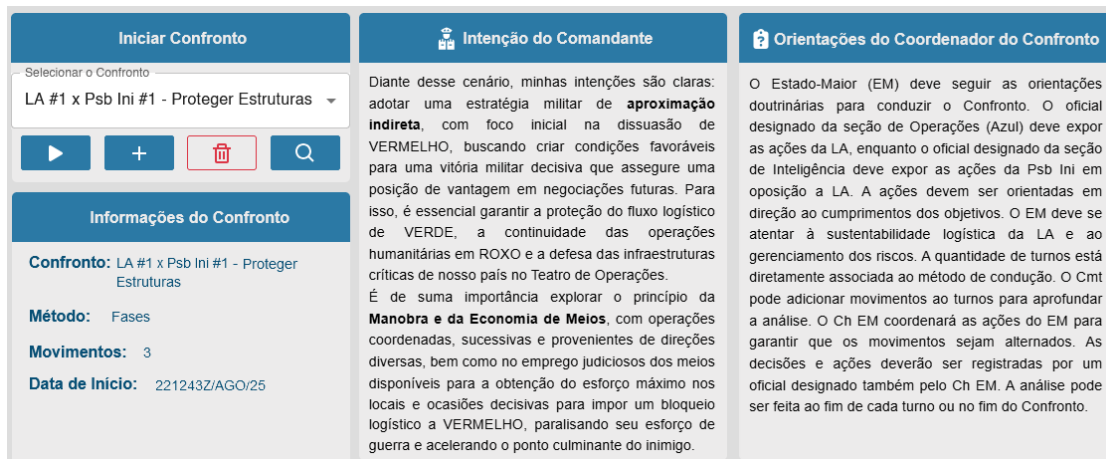 Iniciar Confronto
Selecionar o Confronto
LA #1 x Psb Ini #1 - Proteger Estruturas
Informações do Confronto
Confronto: LA #1 x Psb Ini #1 - Proteger
Estruturas
Método: Fases
Movimentos: 3
Data de Início: 221243Z/AGO/25
Intenção do Comandante
Diante desse cenário, minhas intenções são claras:
adotar uma estratégia militar de aproximação
indireta, com foco inicial na dissuasão de
VERMELHO, buscando criar condições favoráveis
para uma vitória militar decisiva que assegure uma
posição de vantagem em negociações futuras. Para
isso, é essencial garantir a proteção do fluxo logístico
de VERDE, a continuidade das operações
humanitárias em ROXO e a defesa das infraestruturas
críticas de nosso país no Teatro de Operações.
É de suma importância explorar o princípio da
Manobra e da Economia de Meios, com operações
coordenadas, sucessivas e provenientes de direções
diversas, bem como no emprego judiciosos dos meios
disponíveis para a obtenção do esforço máximo nos
locais e ocasiões decisivas para impor um bloqueio
logístico a VERMELHO, paralisando seu esforço de
guerra e acelerando o ponto culminante do inimigo.
Orientações do Coordenador do Confronto
O Estado-Maior (EM) deve seguir as orientações
doutrinárias para conduzir o Confronto. O oficial
designado da seção de Operações (Azul) deve expor
as ações da LA, enquanto o oficial designado da seção
de Inteligência deve expor as ações da Psb Ini em
oposição a LA. A ações devem ser orientadas em
direção ao cumprimentos dos objetivos. O EM deve se
atentar à sustentabilidade logística da LA e ao
gerenciamento dos riscos. A quantidade de turnos está
diretamente associada ao método de condução. O Cmt
pode adicionar movimentos ao turnos para aprofundar
a análise. O Ch EM coordenará as ações do EM para
garantir que os movimentos sejam alternados. As
decisões e ações deverão ser registradas por um
oficial designado também pelo Ch EM. A análise pode
ser feita ao fim de cada turno ou no fim do Confronto.